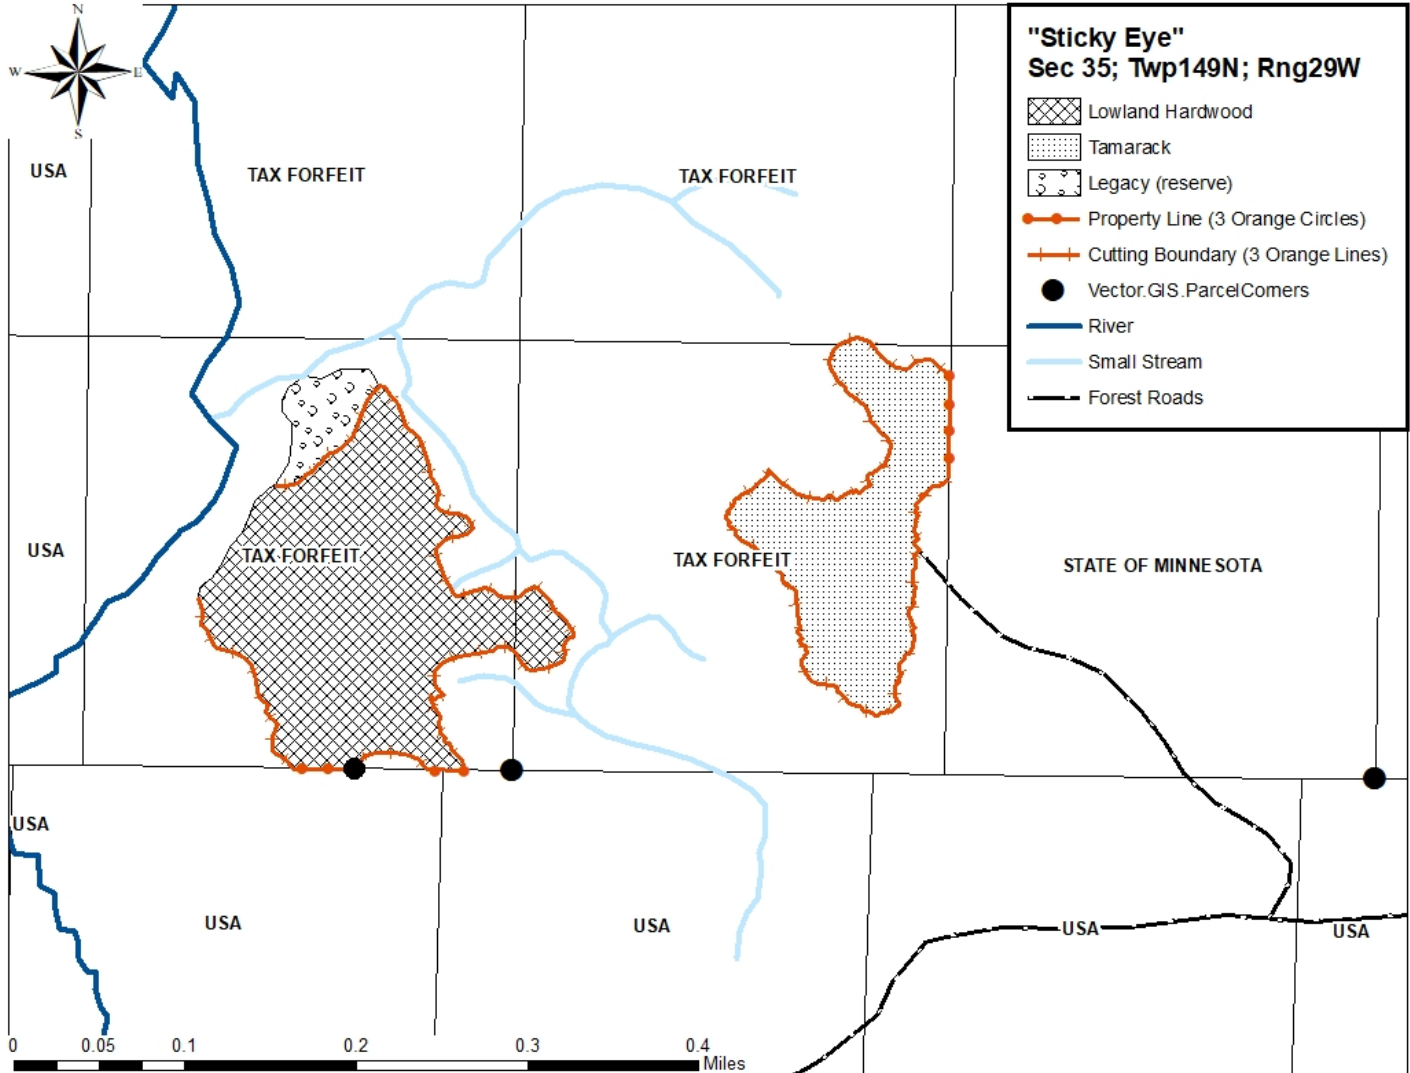 N
W E
S
"Sticky Eye"
Sec 35; Twp149N; Rng29W
Lowland Hardwood
Tamarack
Legacy (reserve)
Property Line (3 Orange Circles)
Cutting Boundary (3 Orange Lines)
Vector.GIS.ParcelCorners
River
Small Stream
Forest Roads
USA
TAX FORFEIT
TAX FORFEIT
USA
TAX FORFEIT
TAX FORFEIT
STATE OF MINNESOTA
USA
USA
USA
USA
USA
0 0.05 0.1 0.2 0.3 0.4
Miles